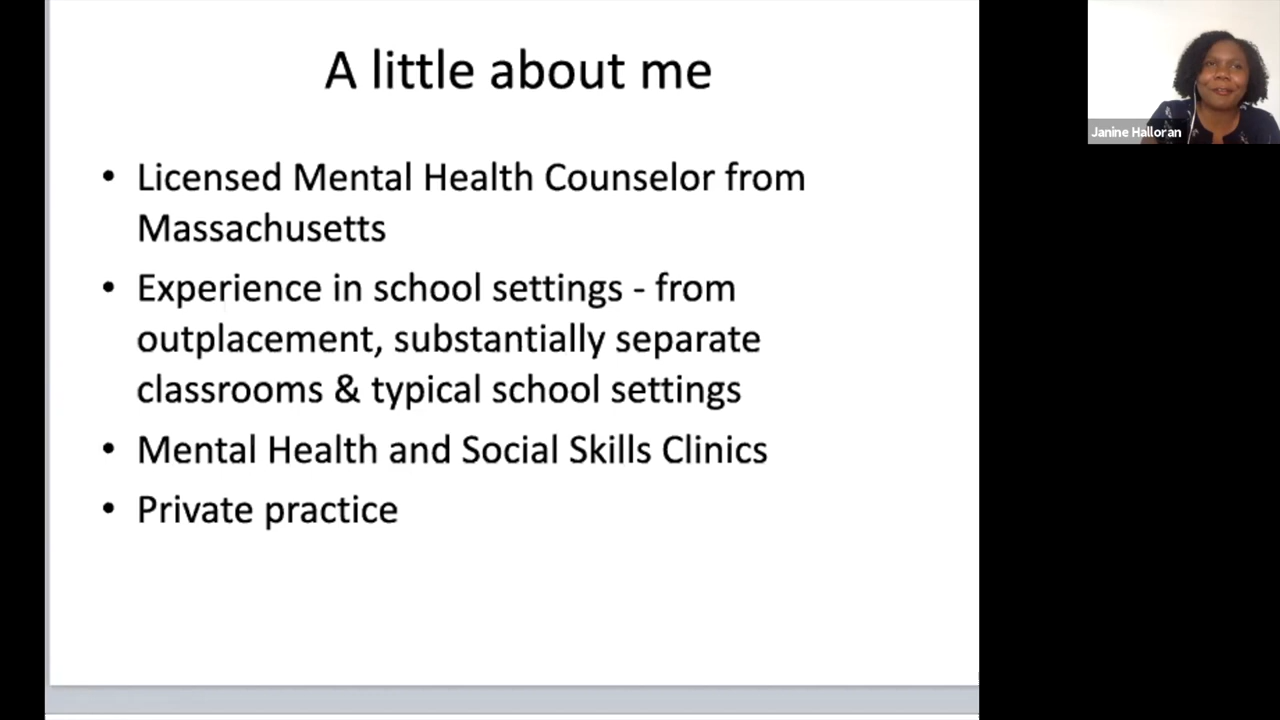 A little about me
• Licensed Mental Health Counselor from
Massachusetts
• Experience in school settings - from
outplacement, substantially separate
classrooms & typical school settings
• Mental Health and Social Skills Clinics
• Private practice
Janine Halloran